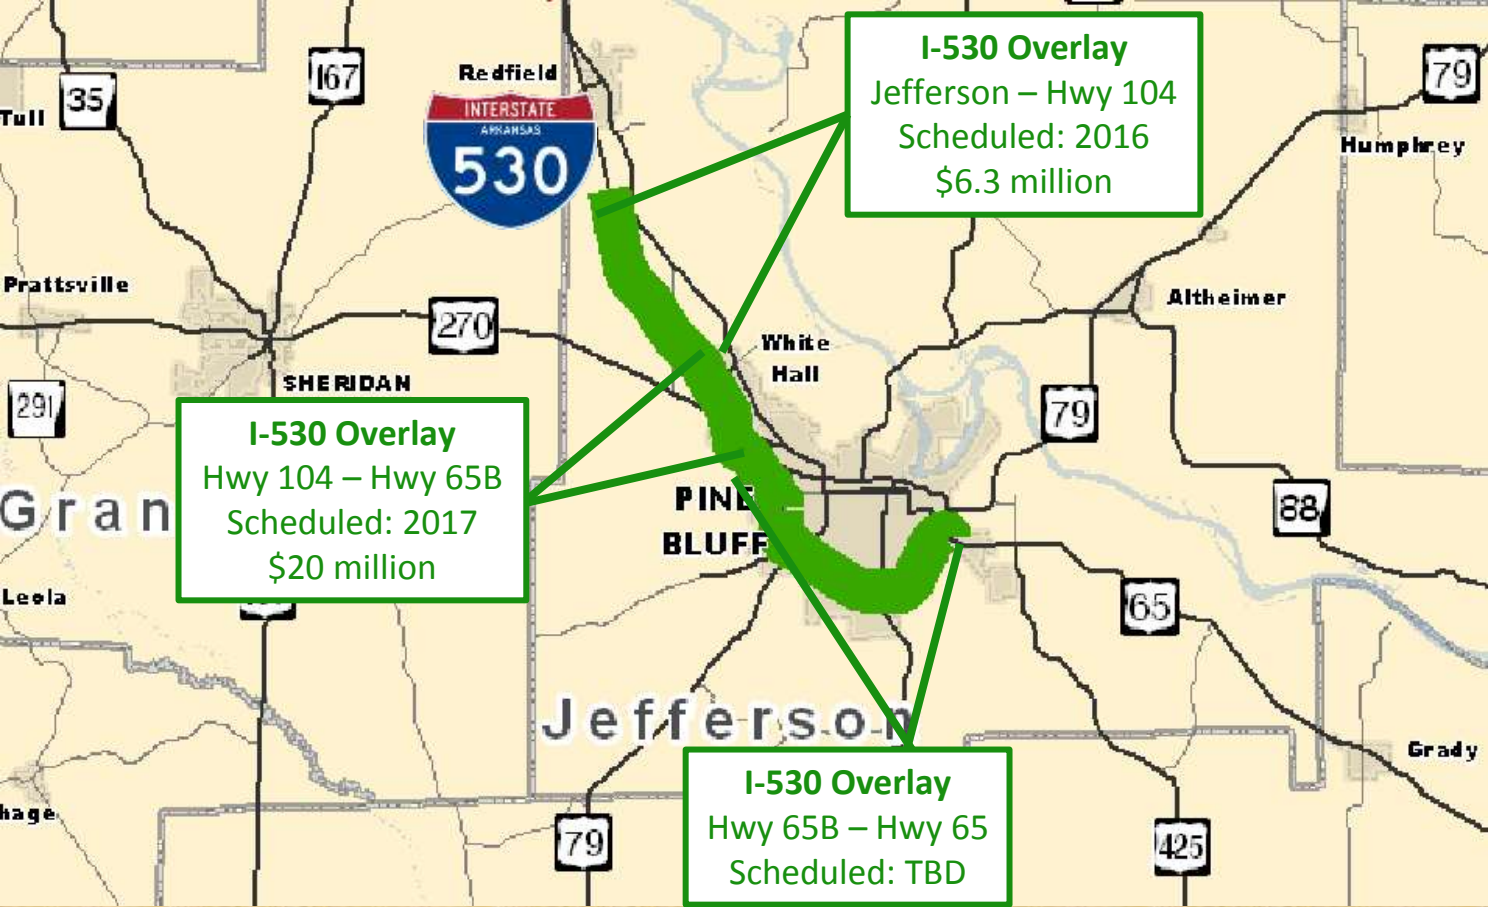 I-530 Overlay
Jefferson – Hwy 104
Scheduled: 2016
$6.3 million
79
167
Redfield
35
Tull
INTERSTATE
ARKANSAS
530
Humphrey
Prattsville
270
Altheimer
White
Hall
SHERIDAN
291
79
I-530 Overlay
Hwy 104 – Hwy 65B
Scheduled: 2017
$20 million
PINE
BLUFF
Gran
88
Leola
65
Jefferson
Grady
I-530 Overlay
Hwy 65B – Hwy 65
Scheduled: TBD
hage
79
425